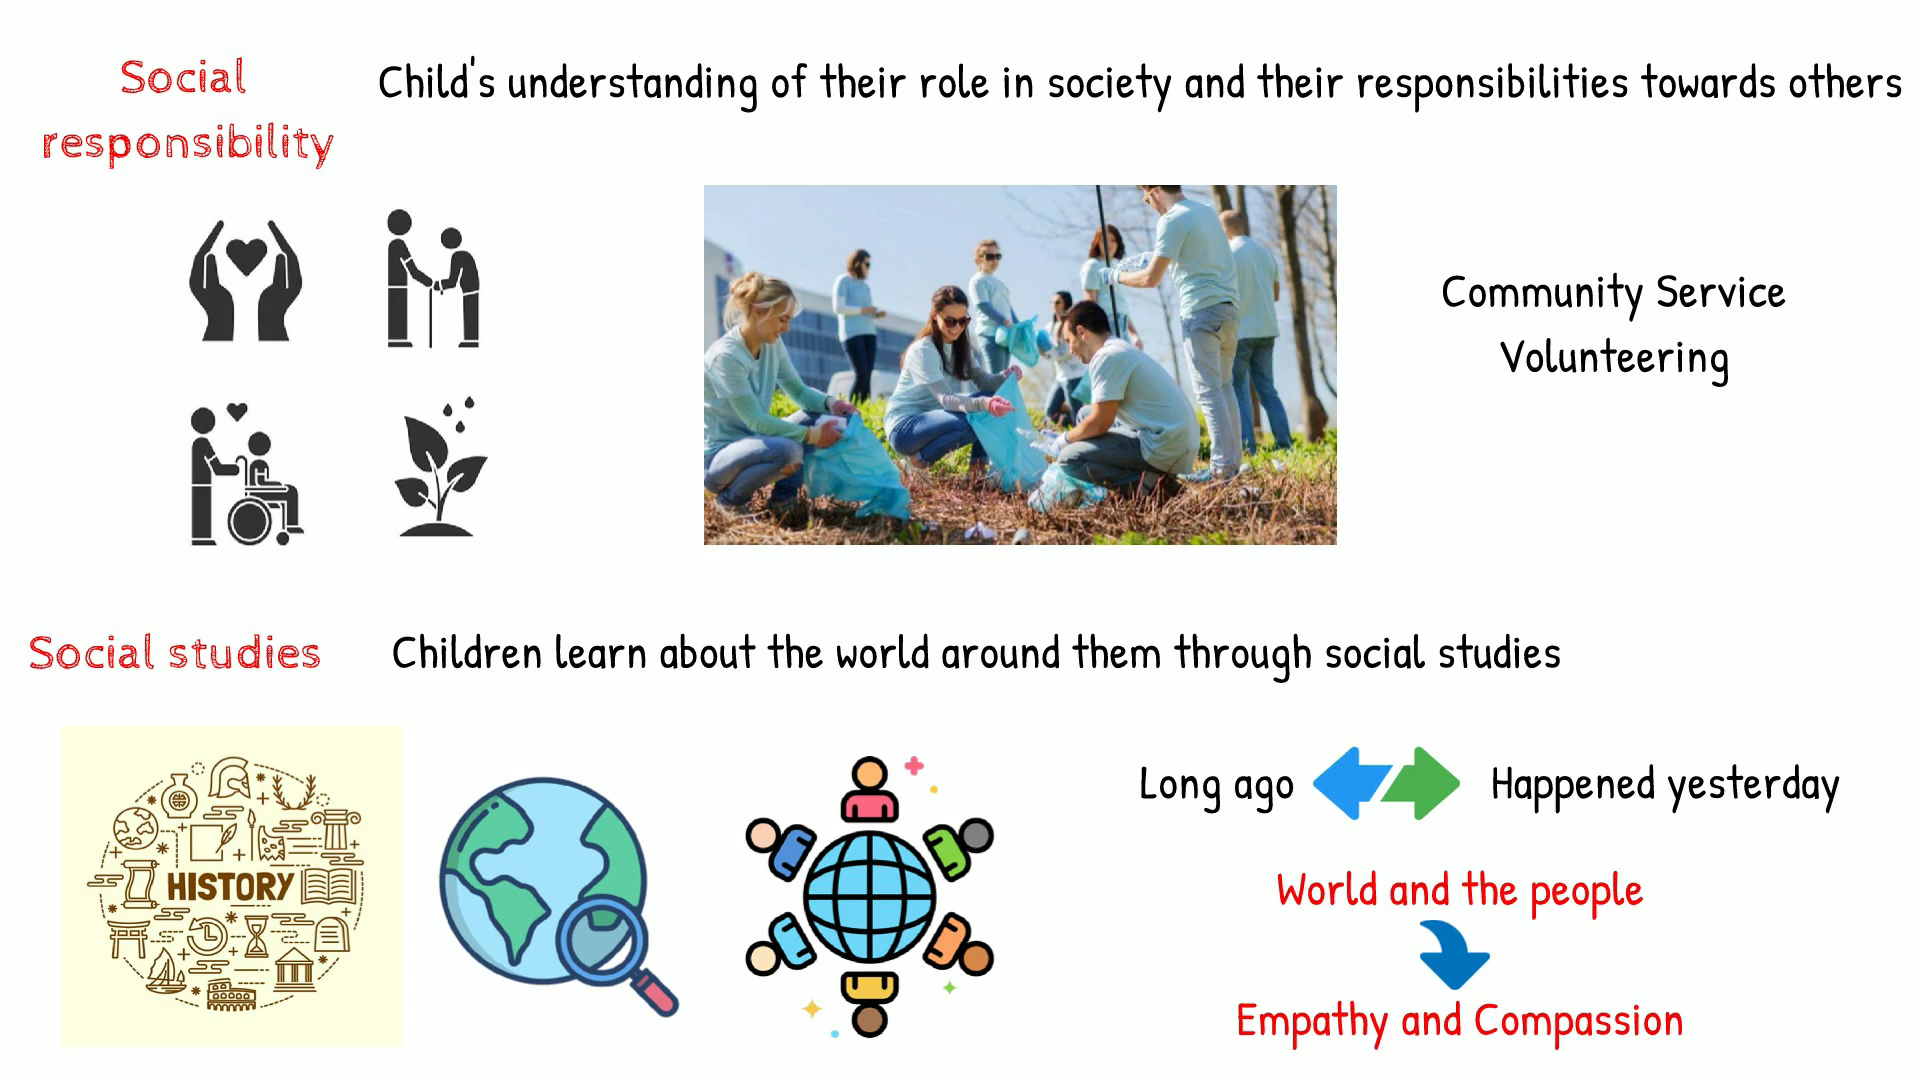 Social
responsibility
Child's understanding of their role in society and their responsibilities towards others
Community Service
Volunteering
Social studies
Children learn about the world around them through social studies
HISTORY
Long ago
Happened yesterday
World and the people
Empathy and Compassion